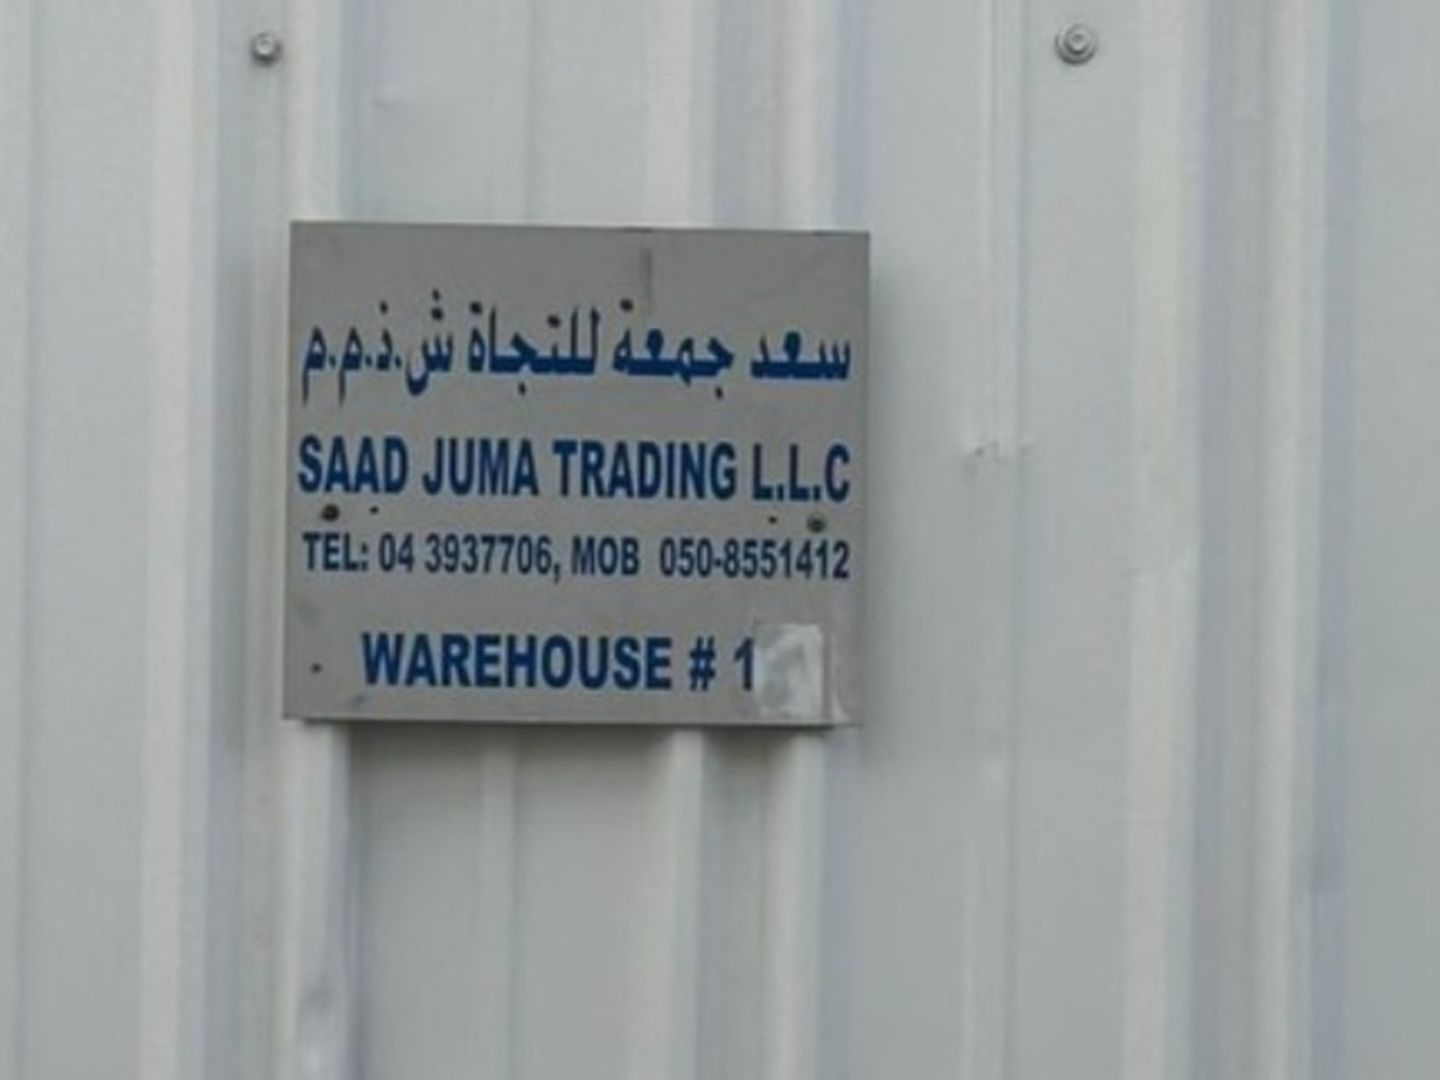 سعد جمعة للتجاة ش.ذ.م.م
SAAD JUMA TRADING L.L.C
TEL: 04 3937706, MOB 050-8551412
WAREHOUSE # 1